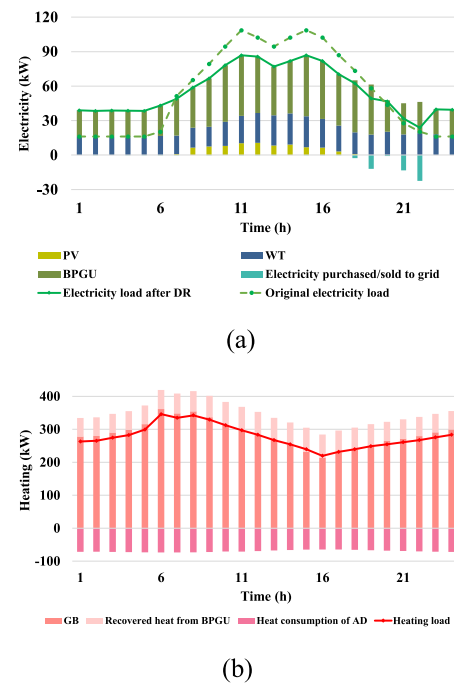 120
90
60
30
0
-30
Electricity (kW)
1 6 11 16 21
Time (h)
PV WT
BPGU Electricity purchased/sold to grid
Electricity load after DR Original electricity load
(a)
400
300
200
100
0
-100
Heating (kW)
1 6 11 16 21
Time (h)
GB Recovered heat from BPGU Heat consumption of AD Heating load
(b)